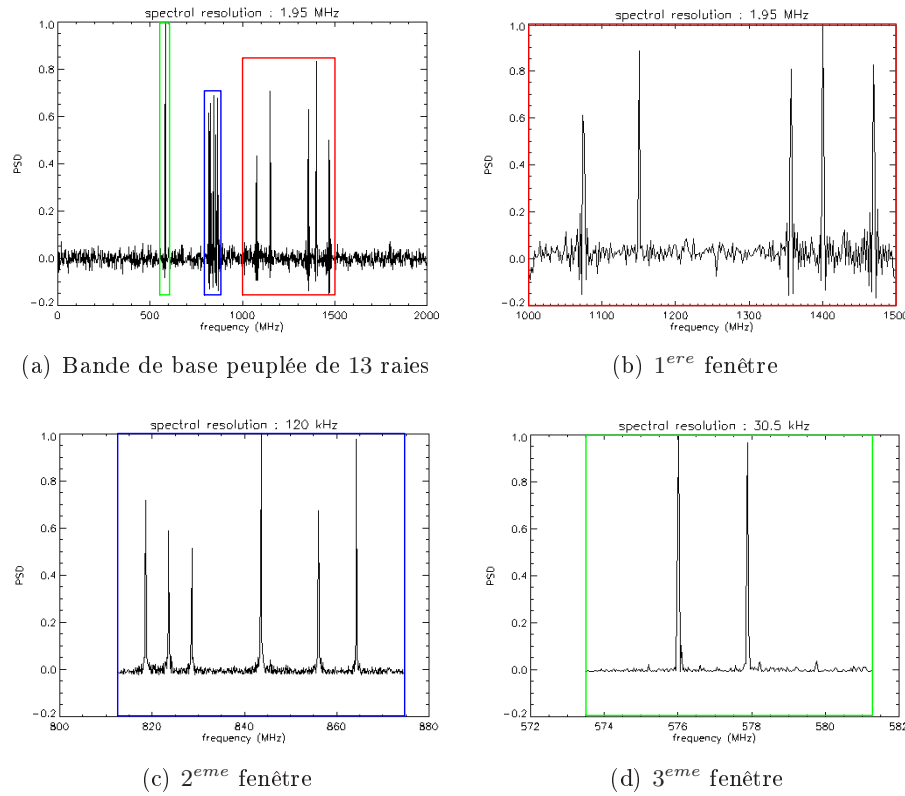 spectral resolution : 1.95 MHz
1.0
0.8
0.6
0.4
0.2
0.0
−0.2
PSD
0 500 1000 1500 2000
frequency (MHz)
(a) Bande de base peuplée de 13 raies
spectral resolution : 1.95 MHz
1.0
0.8
0.6
0.4
0.2
0.0
−0.2
PSD
1000 1100 1200 1300 1400 1500
frequency (MHz)
(b) 1ere fenêtre
spectral resolution : 120 kHz
1.0
0.8
0.6
0.4
0.2
0.0
−0.2
PSD
800 820 840 860 880
frequency (MHz)
(c) 2eme fenêtre
spectral resolution : 30.5 kHz
1.0
0.8
0.6
0.4
0.2
0.0
−0.2
PSD
572 574 576 578 580 582
frequency (MHz)
(d) 3eme fenêtre